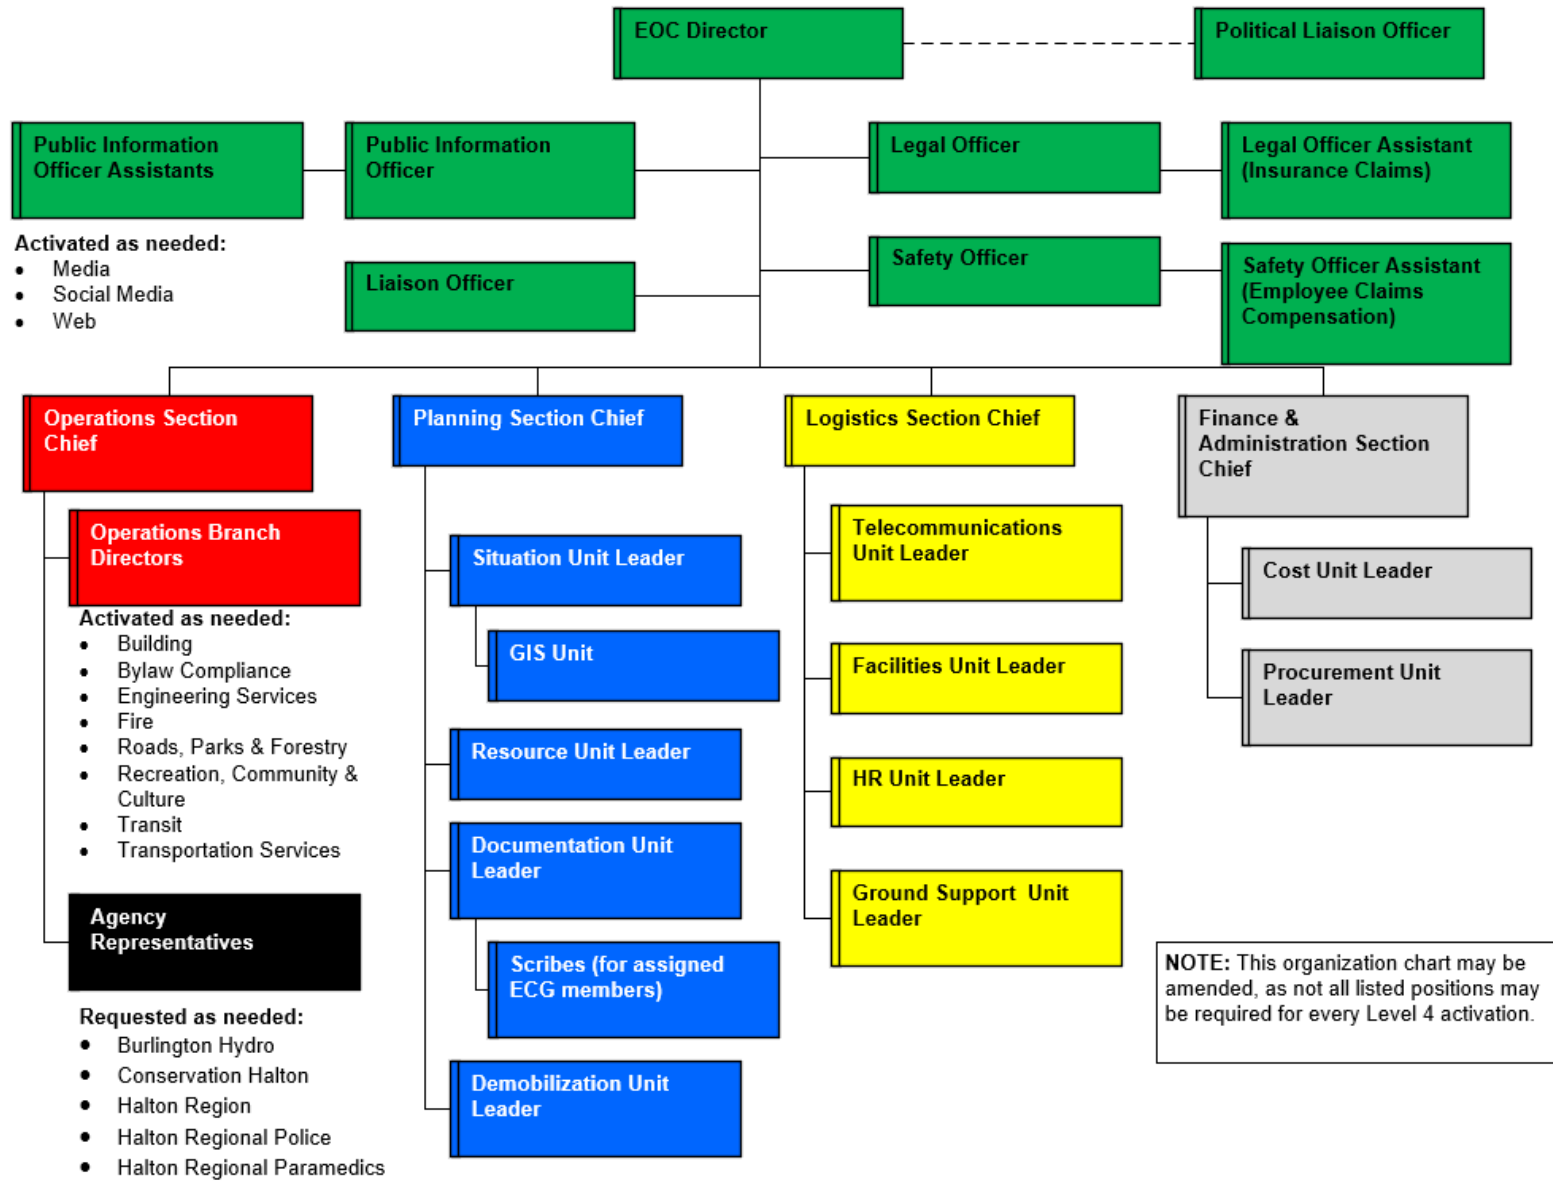 EOC Director
Political Liaison Officer
Public Information
Officer Assistants
Public Information
Officer
Legal Officer
Legal Officer Assistant
(Insurance Claims)
Activated as needed:
• Media
• Social Media
• Web
Liaison Officer
Safety Officer
Safety Officer Assistant
(Employee Claims
Compensation)
Operations Section
Chief
Operations Branch
Directors
Activated as needed:
• Building
• Bylaw Compliance
• Engineering Services
• Fire
• Roads, Parks & Forestry
• Recreation, Community &
Culture
• Transit
• Transportation Services
Agency
Representatives
Requested as needed:
• Burlington Hydro
• Conservation Halton
• Halton Region
• Halton Regional Police
• Halton Regional Paramedics
Planning Section Chief
Situation Unit Leader
GIS Unit
Resource Unit Leader
Documentation Unit
Leader
Scribes (for assigned
ECG members)
Demobilization Unit
Leader
Logistics Section Chief
Telecommunications
Unit Leader
Facilities Unit Leader
HR Unit Leader
Ground Support Unit
Leader
Finance &
Administration Section
Chief
Cost Unit Leader
Procurement Unit
Leader
NOTE: This organization chart may be
amended, as not all listed positions may
be required for every Level 4 activation.